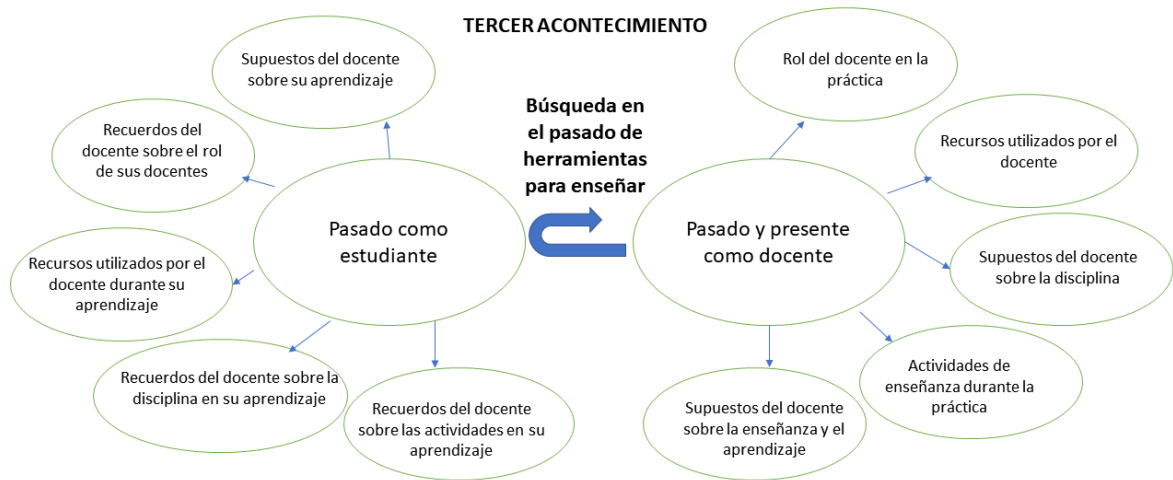 TERCER ACONTECIMIENTO
Supuestos del docente
sobre su aprendizaje
Recuerdos del
docente sobre el rol
de sus docentes
Recursos utilizados por el
docente durante su
aprendizaje
Recuerdos del docente sobre la
disciplina en su aprendizaje
Recuerdos del docente
sobre las actividades en su
aprendizaje
Pasado como
estudiante
Búsqueda en
el pasado de
herramientas
para enseñar
Pasado y presente
como docente
Rol del docente en la
práctica
Recursos utilizados por el
docente
Supuestos del docente
sobre la disciplina
Actividades de
enseñanza durante la
práctica
Supuestos del docente
sobre la enseñanza y el
aprendizaje